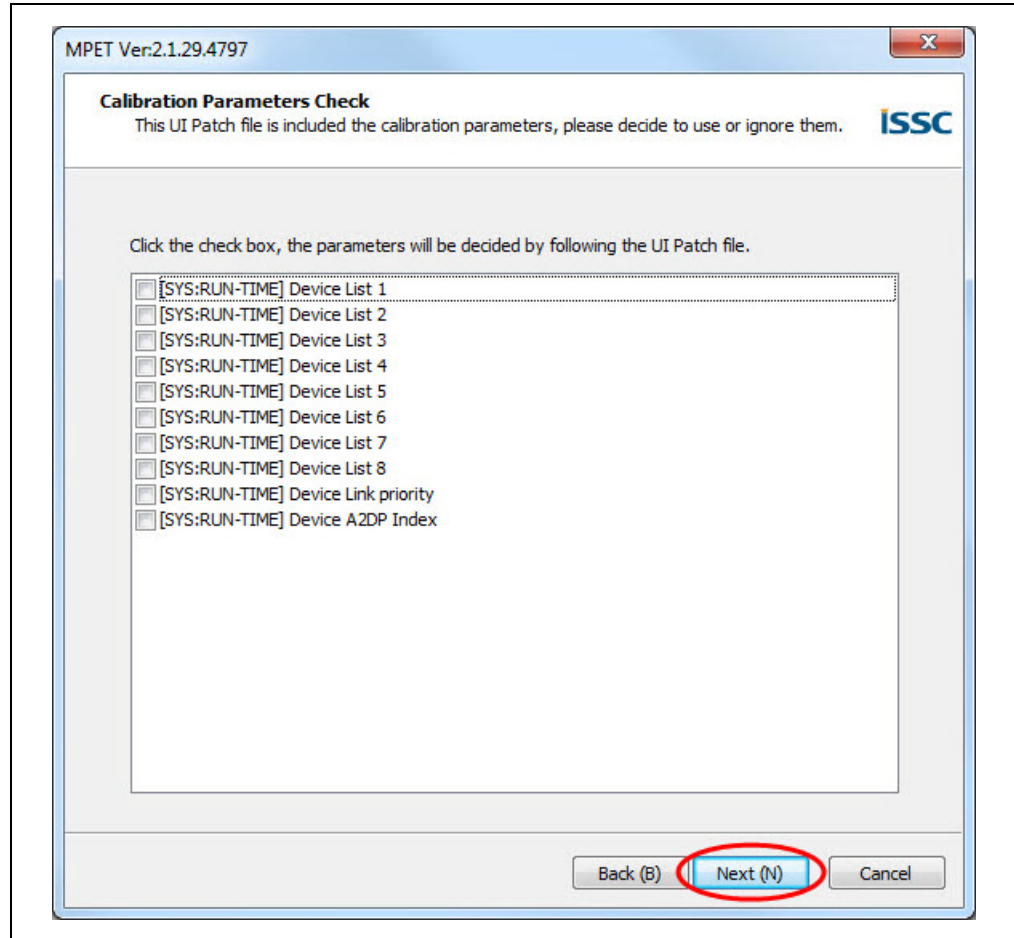 MPET Ver:2.1.29.4797
Calibration Parameters Check
This UI Patch file is included the calibration parameters, please decide to use or ignore them.
ISSC
Click the check box, the parameters will be decided by following the UI Patch file.
[SYS:RUN-TIME] Device List 1
[SYS:RUN-TIME] Device List 2
[SYS:RUN-TIME] Device List 3
[SYS:RUN-TIME] Device List 4
[SYS:RUN-TIME] Device List 5
[SYS:RUN-TIME] Device List 6
[SYS:RUN-TIME] Device List 7
[SYS:RUN-TIME] Device List 8
[SYS:RUN-TIME] Device Link priority
[SYS:RUN-TIME] Device A2DP Index
Back (B) Next (N) Cancel